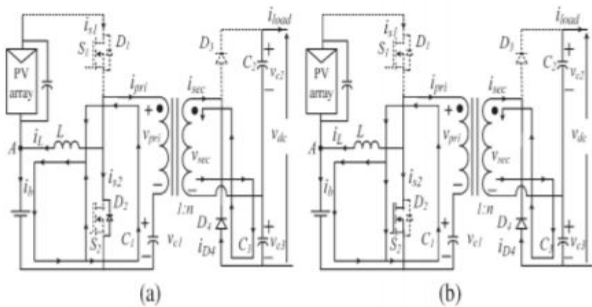 i_s1
S_1
D_1
PV
array
A
i_L
L
i_b
i_s2
D_2
S_2
C_1
i_pri
v_pri
v_c1
1:n
i_sec
v_sec
D_3
D_4
i_D4
i_load
C_2
v_c2
v_dc
C_3
v_c3
(a)
i_s1
S_1
D_1
PV
array
A
i_L
L
i_b
i_s2
D_2
S_2
C_1
i_pri
v_pri
v_c1
1:n
i_sec
v_sec
D_3
D_4
i_D4
i_load
C_2
v_c2
v_dc
C_3
v_c3
(b)